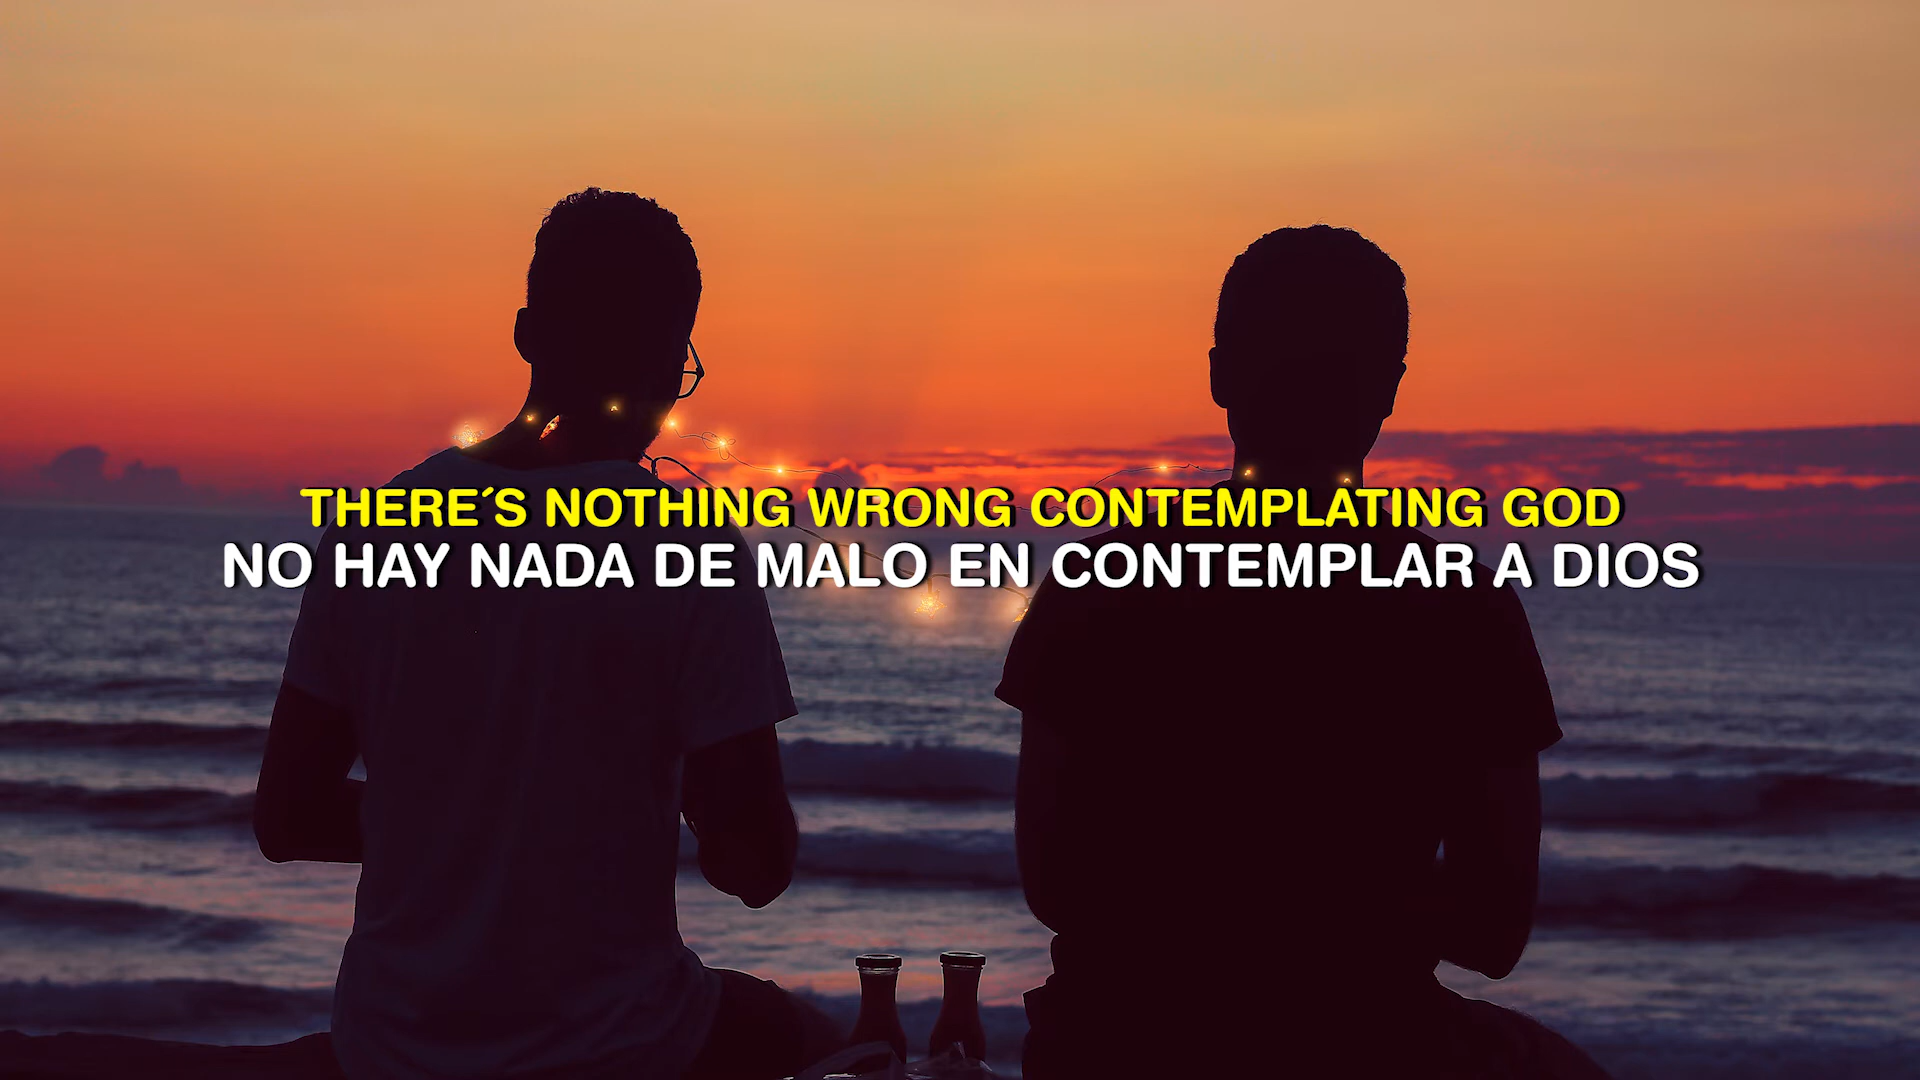 THERE´S NOTHING WRONG CONTEMPLATING GOD
NO HAY NADA DE MALO EN CONTEMPLAR A DIOS